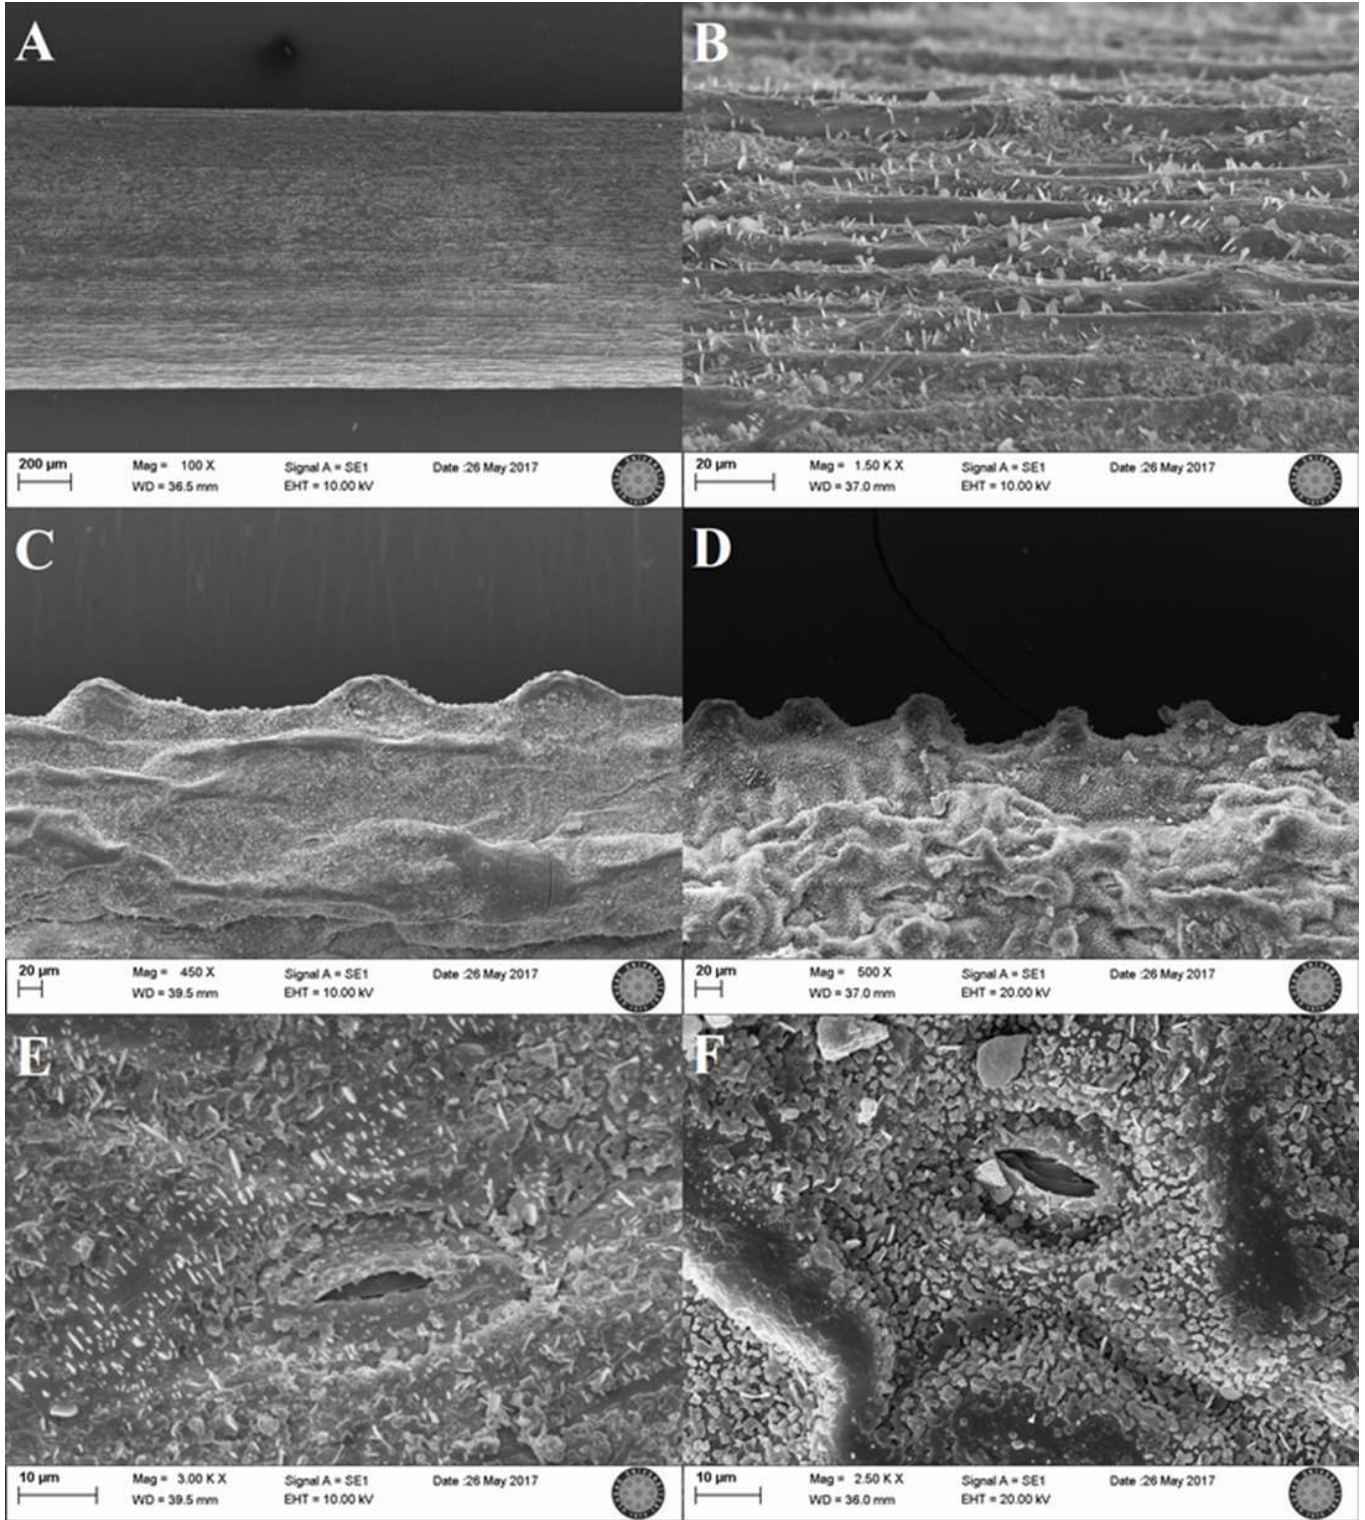 A
B
200 µm
Mag = 100 X
Signal A = SE1
Date :26 May 2017
WD = 36.5 mm
EHT = 10.00 kV
20 µm
Mag = 1.50 K X
Signal A = SE1
Date :26 May 2017
WD = 37.0 mm
EHT = 10.00 kV
C
D
20 µm
Mag = 450 X
Signal A = SE1
Date :26 May 2017
WD = 39.5 mm
EHT = 10.00 kV
20 µm
Mag = 500 X
Signal A = SE1
Date :26 May 2017
WD = 37.0 mm
EHT = 20.00 kV
E
F
10 µm
Mag = 3.00 K X
Signal A = SE1
Date :26 May 2017
WD = 39.5 mm
EHT = 10.00 kV
10 µm
Mag = 2.50 K X
Signal A = SE1
Date :26 May 2017
WD = 36.0 mm
EHT = 20.00 kV